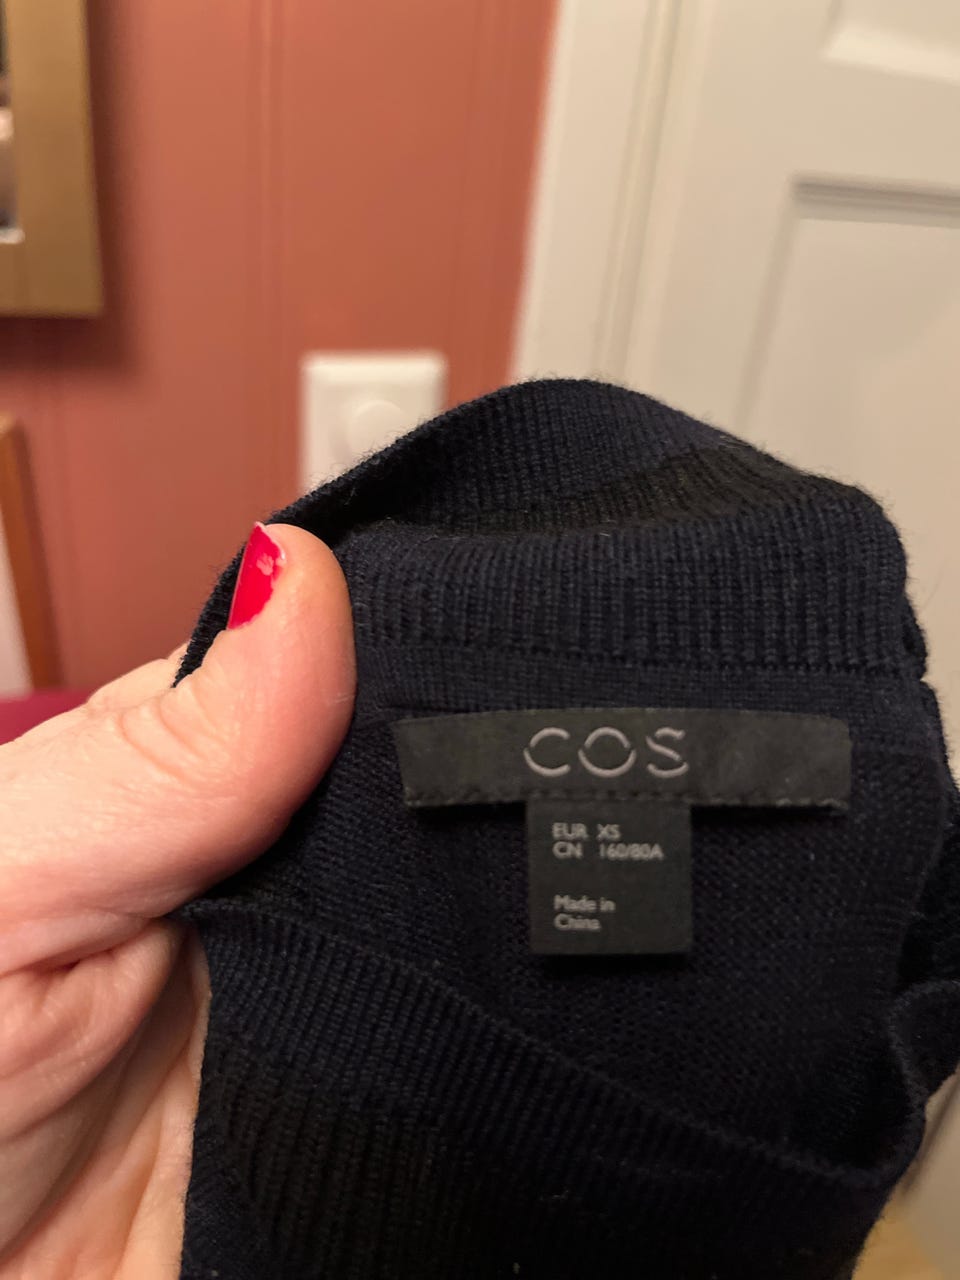 COS
EUR XS
CN 160/80A
Made in
China